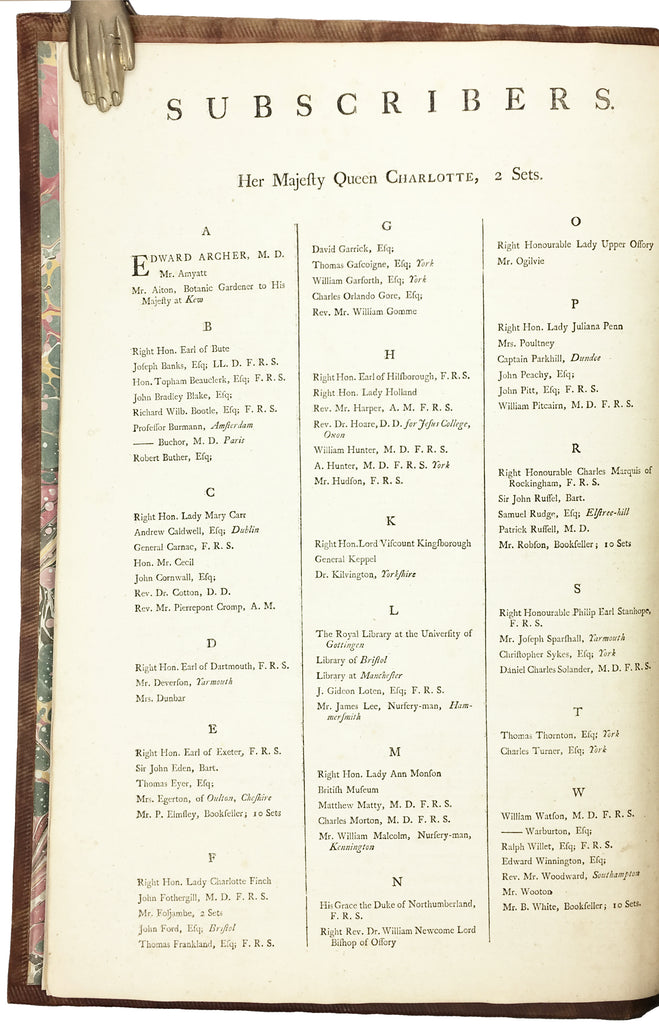 SUBSCRIBERS.
Her Majeſty Queen CHARLOTTE, 2 Sets.
A
EDWARD ARCHER, M. D.
Mr. Amyatt
Mr. Aiton, Botanic Gardener to His
Majeſty at Kew
B
Right Hon. Earl of Bute
Joſeph Banks, Eſq; LL. D. F. R. S.
Hon. Topham Beauclerk, Eſq; F. R. S.
John Bradley Blake, Eſq;
Richard Wilb. Bootle, Eſq; F. R. S.
Profeſſor Burmann, Amſterdam
—— Buchor, M. D. Paris
Robert Buther, Eſq;
C
Right Hon. Lady Mary Carr
Andrew Caldwell, Eſq; Dublin
General Carnac, F. R. S.
Hon. Mr. Cecil
John Cornwall, Eſq;
Rev. Dr. Cotton, D. D.
Rev. Mr. Pierrepont Cromp, A. M.
D
Right Hon. Earl of Dartmouth, F. R. S.
Mr. Deverſon, Yarmouth
Mrs. Dunbar
E
Right Hon. Earl of Exeter, F. R. S.
Sir John Eden, Bart.
Thomas Eyer, Eſq;
Mrs. Egerton, of Oulton, Cheſhire
Mr. P. Elmſley, Bookſeller; 10 Sets
F
Right Hon. Lady Charlotte Finch
John Fothergill, M. D. F. R. S.
Mr. Foljambe, 2 Sets
John Ford, Eſq; Briſtol
Thomas Frankland, Eſq; F. R. S.
G
David Garrick, Eſq;
Thomas Gaſcoigne, Eſq; York
William Garforth, Eſq; York
Charles Orlando Gore, Eſq;
Rev. Mr. William Gomme
H
Right Hon. Earl of Hilſborough, F. R. S.
Right Hon. Lady Holland
Rev. Mr. Harper, A. M. F. R. S.
Rev. Dr. Hoare, D. D. for Jeſus College,
Oxon
William Hunter, M. D. F. R. S.
A. Hunter, M. D. F. R. S. York
Mr. Hudſon, F. R. S.
K
Right Hon. Lord Viſcount Kingſborough
General Keppel
Dr. Kilvington, Yorkſhire
L
The Royal Library at the Univerſity of
Gottingen
Library of Briſtol
Library at Mancheſter
J. Gideon Loten, Eſq; F. R. S.
Mr. James Lee, Nurſery-man, Ham-
merſmith
M
Right Hon. Lady Ann Monſon
Britiſh Muſeum
Matthew Matty, M. D. F. R. S.
Charles Morton, M. D. F. R. S.
Mr. William Malcolm, Nurſery-man,
Kennington
N
His Grace the Duke of Northumberland,
F. R. S.
Right Rev. Dr. William Newcome Lord
Biſhop of Oſſory
O
Right Honourable Lady Upper Oſſory
Mr. Ogilvie
P
Right Hon. Lady Juliana Penn
Mrs. Poultney
Captain Parkhill, Dundee
John Peachy, Eſq;
John Pitt, Eſq; F. R. S.
William Pitcairn, M. D. F. R. S.
R
Right Honourable Charles Marquis of
Rockingham, F. R. S.
Sir John Ruſſel, Bart.
Samuel Rudge, Eſq; Elſtree-hill
Patrick Ruſſell, M. D.
Mr. Robſon, Bookſeller; 10 Sets
S
Right Honourable Philip Earl Stanhope,
F. R. S.
Mr. Joſeph Sparſhall, Yarmouth
Chriſtopher Sykes, Eſq; York
Daniel Charles Solander, M. D. F. R. S.
T
Thomas Thornton, Eſq; York
Charles Turner, Eſq; York
W
William Watſon, M. D. F. R. S.
—— Warburton, Eſq;
Ralph Willet, Eſq; F. R. S.
Edward Winnington, Eſq;
Rev. Mr. Woodward, Southampton
Mr. Wooton
Mr. B. White, Bookſeller; 10 Sets.